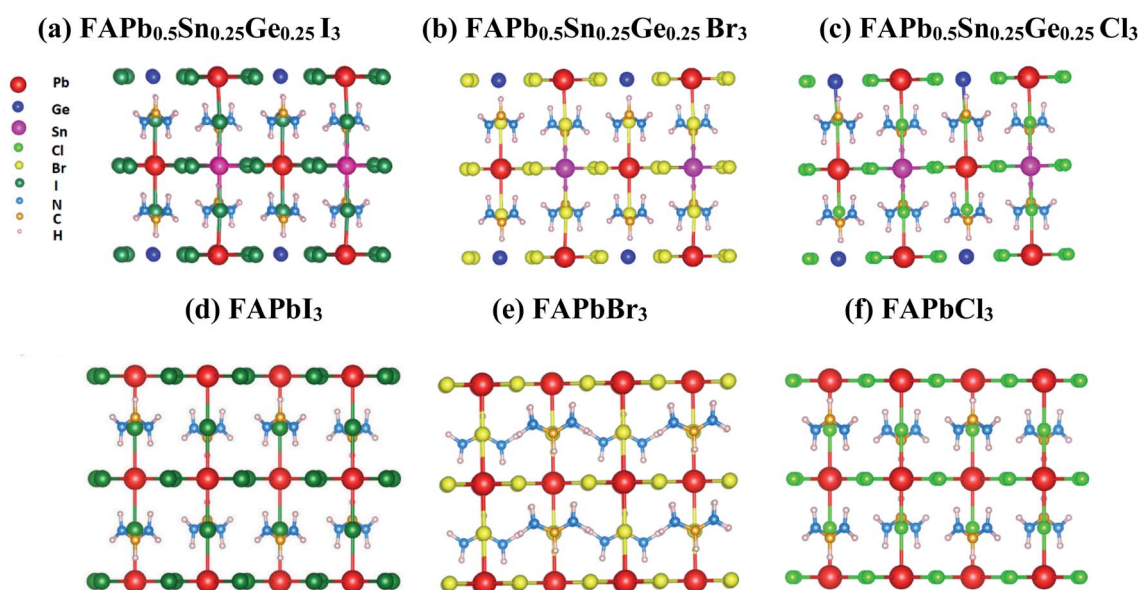 (a) FAPb₀.₅Sn₀.₂₅Ge₀.₂₅ I₃
(b) FAPb₀.₅Sn₀.₂₅Ge₀.₂₅ Br₃
(c) FAPb₀.₅Sn₀.₂₅Ge₀.₂₅ Cl₃
Pb
Ge
Sn
Cl
Br
I
N
C
H
(d) FAPbI₃
(e) FAPbBr₃
(f) FAPbCl₃